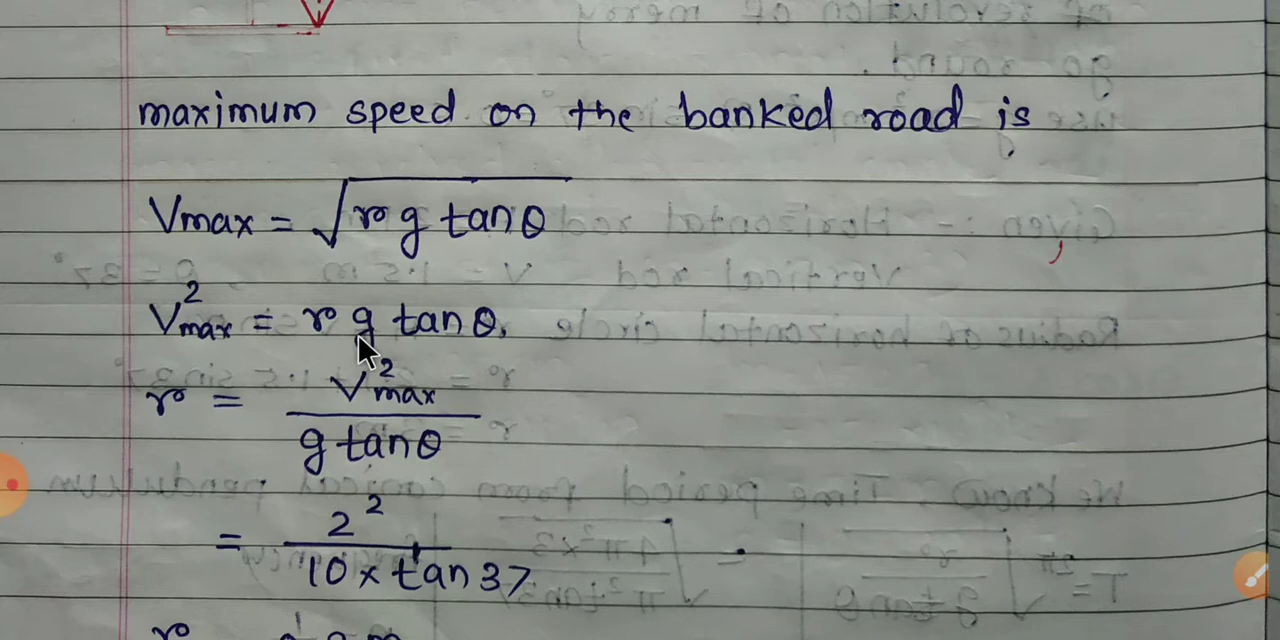 maximum speed on the banked road is
Vmax = √r g tanθ
V²max = r g tanθ.
r = V²max / g tanθ
= 2² / 10 × tan 37
r